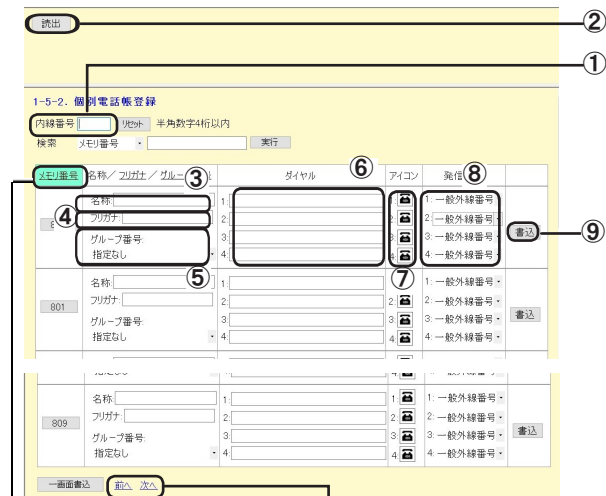 読出
②
①
1-5-2. 個別電話帳登録
内線番号 リセット 半角数字4桁以内
検索 メモリ番号 実行
メモリ番号 名称／フリガナ／グルー ③ ダイヤル ⑥ アイコン 発信 ⑧
名称: 1: 1: 一般外線番号
④ フリガナ: 2: 2: 2: 一般外線番号 書込 ⑨
グループ番号: 3: 3: 3: 一般外線番号
指定なし 4: 4: 4: 一般外線番号
⑤ ⑦
名称: 1: 1: 一般外線番号
801 フリガナ: 2: 2: 2: 一般外線番号 書込
グループ番号: 3: 3: 3: 一般外線番号
指定なし 4: 4: 4: 一般外線番号
名称: 1: 1: 1: 一般外線番号
809 フリガナ: 2: 2: 2: 一般外線番号 書込
グループ番号: 3: 3: 3: 一般外線番号
指定なし 4: 4: 4: 一般外線番号
一画面書込 前へ 次へ